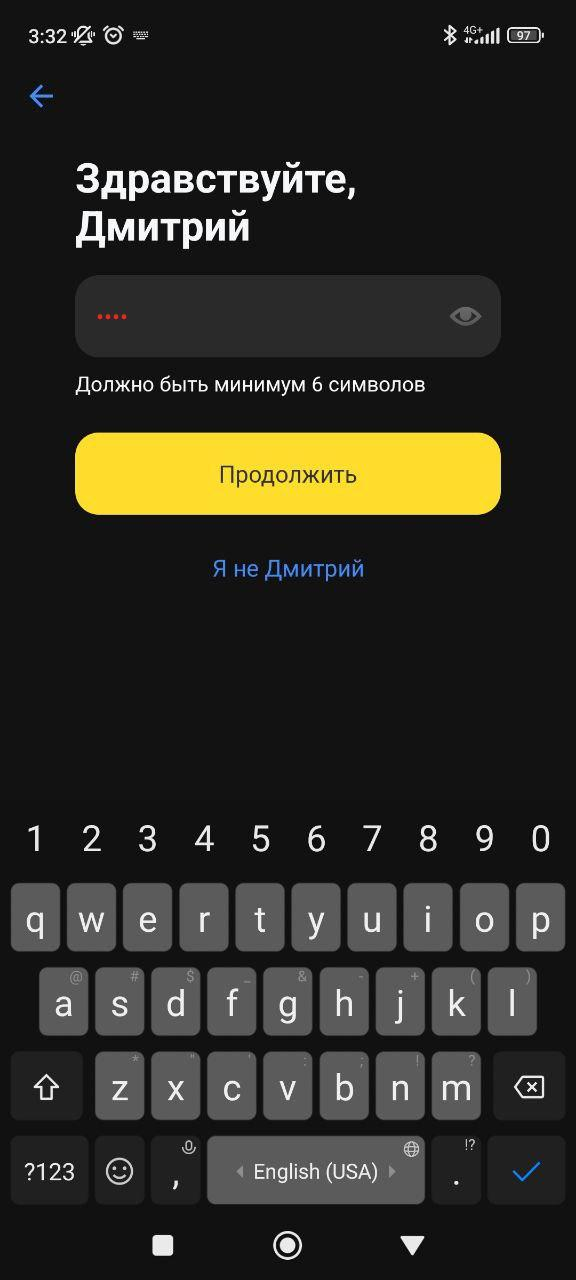 3:32 4G+ 97
Здравствуйте,
Дмитрий
••••
Должно быть минимум 6 символов
Продолжить
Я не Дмитрий
1 2 3 4 5 6 7 8 9 0
q w e r t y u i o p
@ # $ _ & - + ( )
a s d f g h j k l
* " ' : ; ! ?
z x c v b n m
!?
?123 , English (USA) .